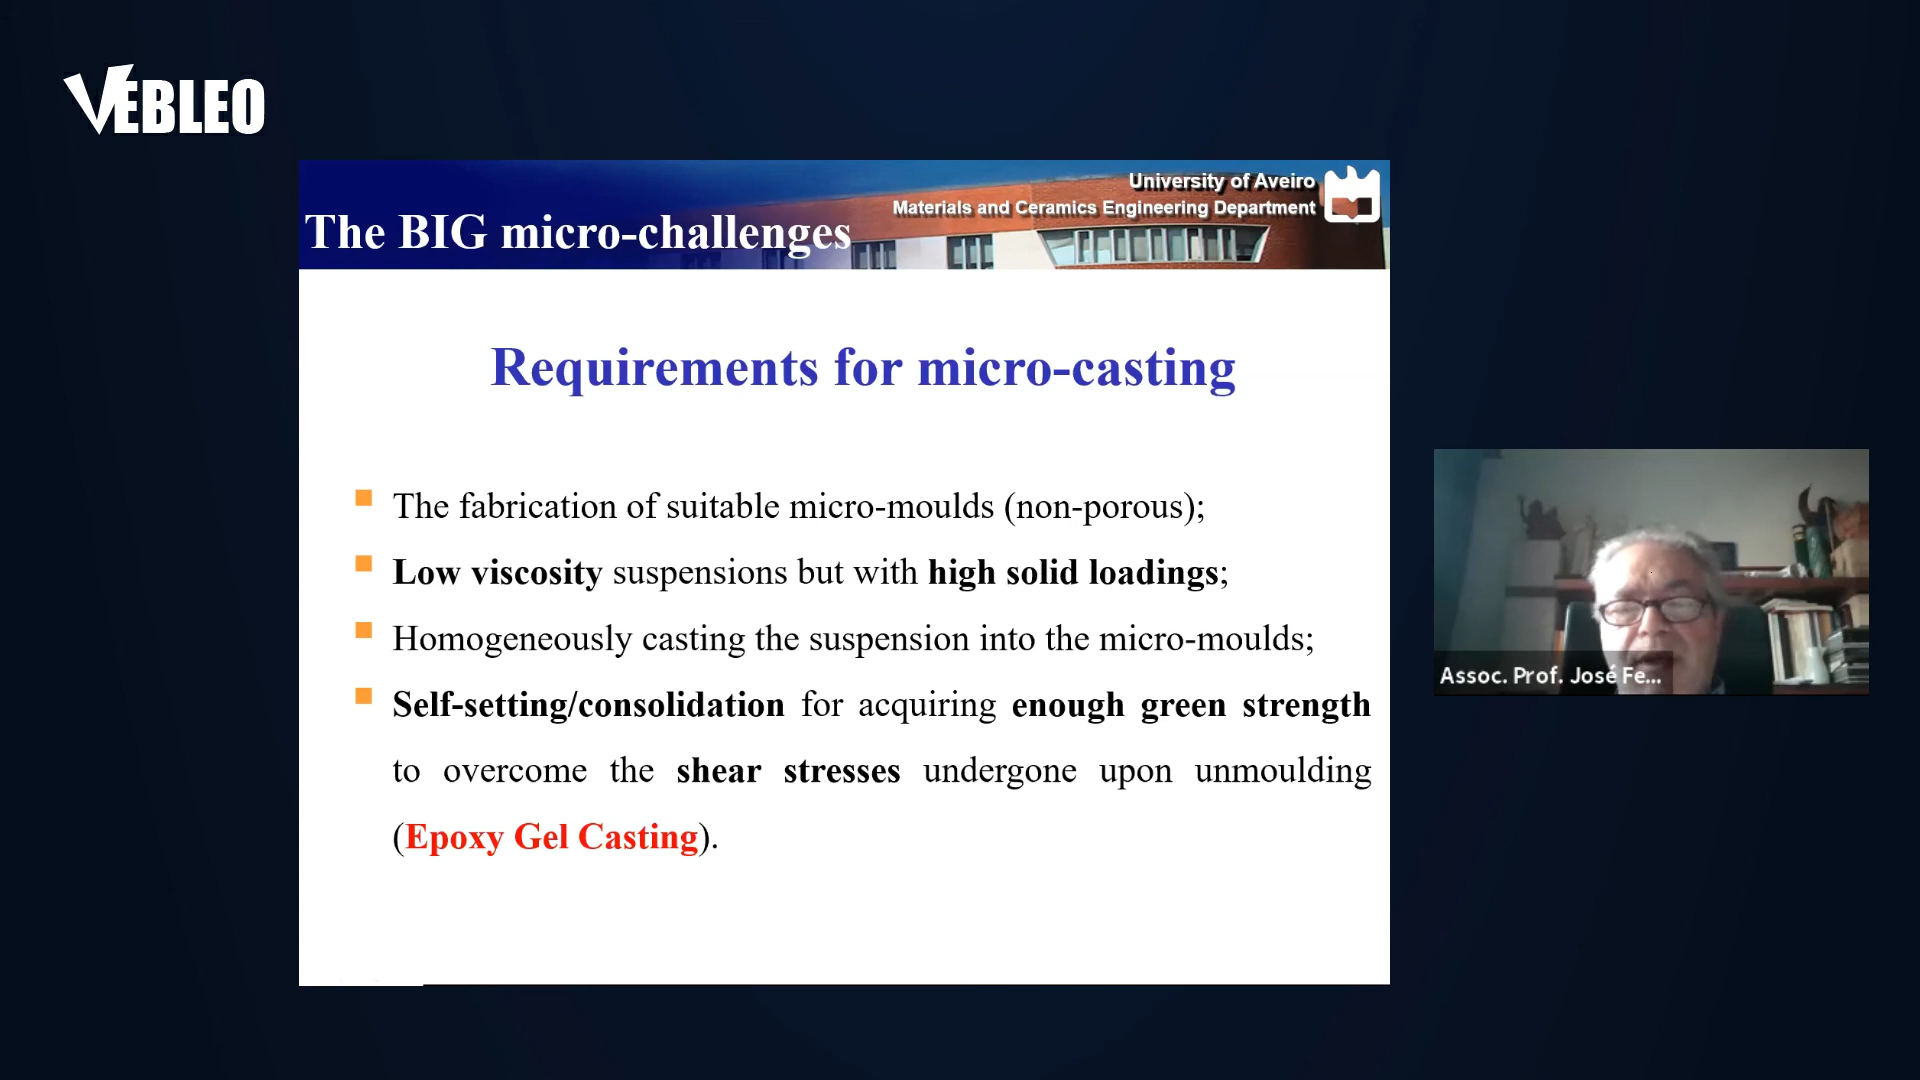 VEBLEO
University of Aveiro
Materials and Ceramics Engineering Department
The BIG micro-challenges
Requirements for micro-casting
The fabrication of suitable micro-moulds (non-porous);
Low viscosity suspensions but with high solid loadings;
Homogeneously casting the suspension into the micro-moulds;
Self-setting/consolidation for acquiring enough green strength
to overcome the shear stresses undergone upon unmoulding
(Epoxy Gel Casting).
Assoc. Prof. José Fe...